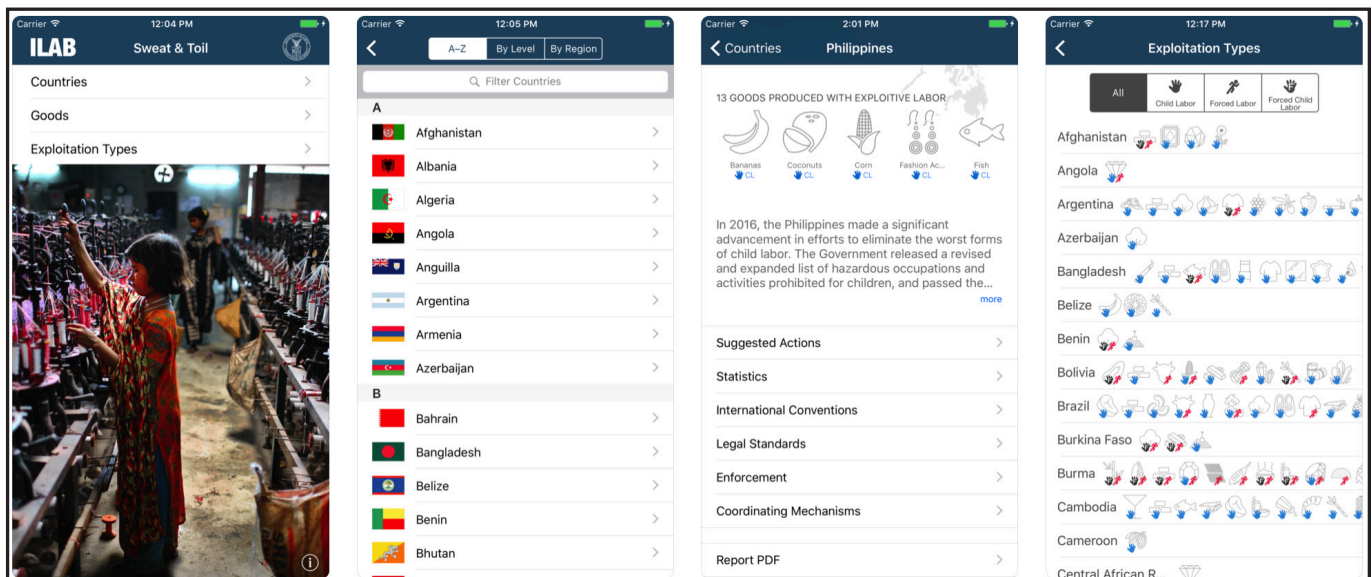 Carrier 12:04 PM
ILAB Sweat & Toil
Countries
Goods
Exploitation Types
Carrier 12:05 PM
A–Z By Level By Region
Filter Countries
A
Afghanistan
Albania
Algeria
Angola
Anguilla
Argentina
Armenia
Azerbaijan
B
Bahrain
Bangladesh
Belize
Benin
Bhutan
Carrier 2:01 PM
Countries Philippines
13 GOODS PRODUCED WITH EXPLOITIVE LABOR
Bananas Coconuts Corn Fashion Ac... Fish
CL CL CL CL CL
In 2016, the Philippines made a significant
advancement in efforts to eliminate the worst forms
of child labor. The Government released a revised
and expanded list of hazardous occupations and
activities prohibited for children, and passed the...
more
Suggested Actions
Statistics
International Conventions
Legal Standards
Enforcement
Coordinating Mechanisms
Report PDF
Carrier 12:17 PM
Exploitation Types
All Child Labor Forced Labor Forced Child
Labor
Afghanistan
Angola
Argentina
Azerbaijan
Bangladesh
Belize
Benin
Bolivia
Brazil
Burkina Faso
Burma
Cambodia
Cameroon
Central African R...